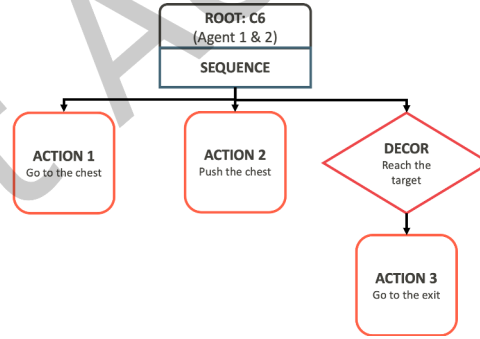 ROOT: C6
(Agent 1 & 2)
SEQUENCE
ACTION 1
Go to the chest
ACTION 2
Push the chest
DECOR
Reach the
target
ACTION 3
Go to the exit